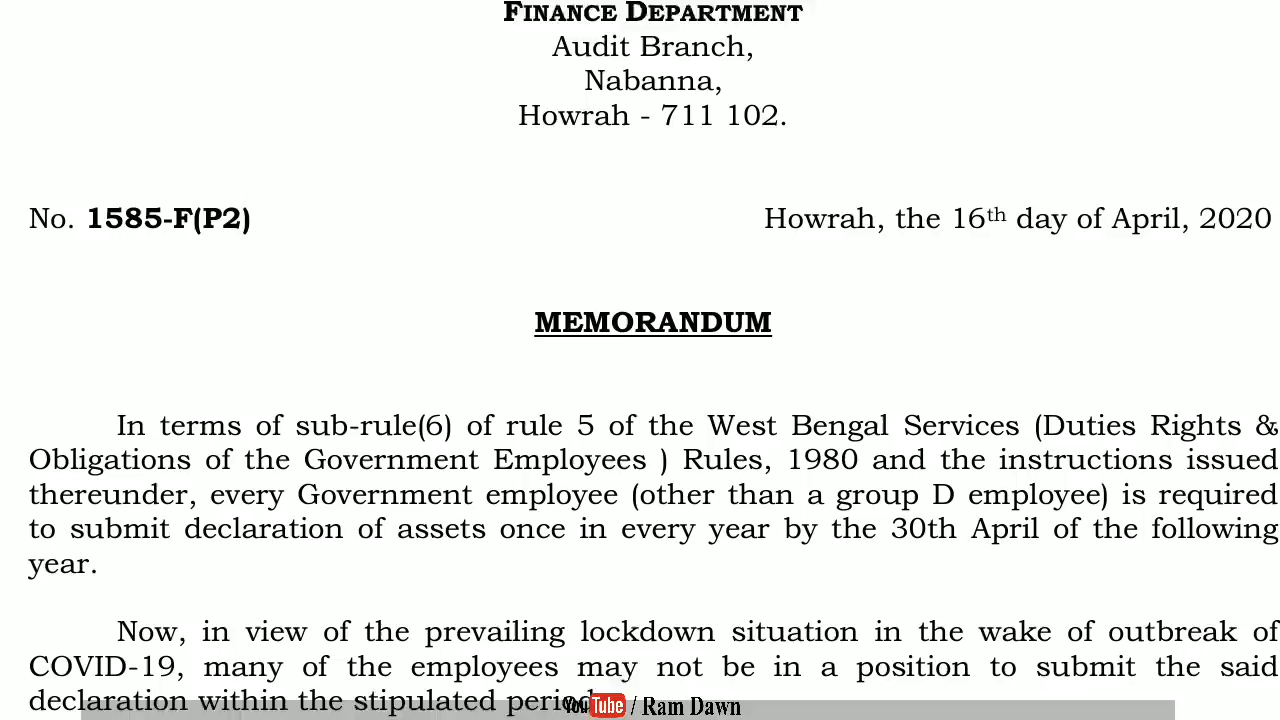 FINANCE DEPARTMENT
Audit Branch,
Nabanna,
Howrah - 711 102.
No. 1585-F(P2) Howrah, the 16th day of April, 2020
MEMORANDUM
In terms of sub-rule(6) of rule 5 of the West Bengal Services (Duties Rights &
Obligations of the Government Employees ) Rules, 1980 and the instructions issued
thereunder, every Government employee (other than a group D employee) is required
to submit declaration of assets once in every year by the 30th April of the following
year.
Now, in view of the prevailing lockdown situation in the wake of outbreak of
COVID-19, many of the employees may not be in a position to submit the said
declaration within the stipulated period
YouTube / Ram Dawn